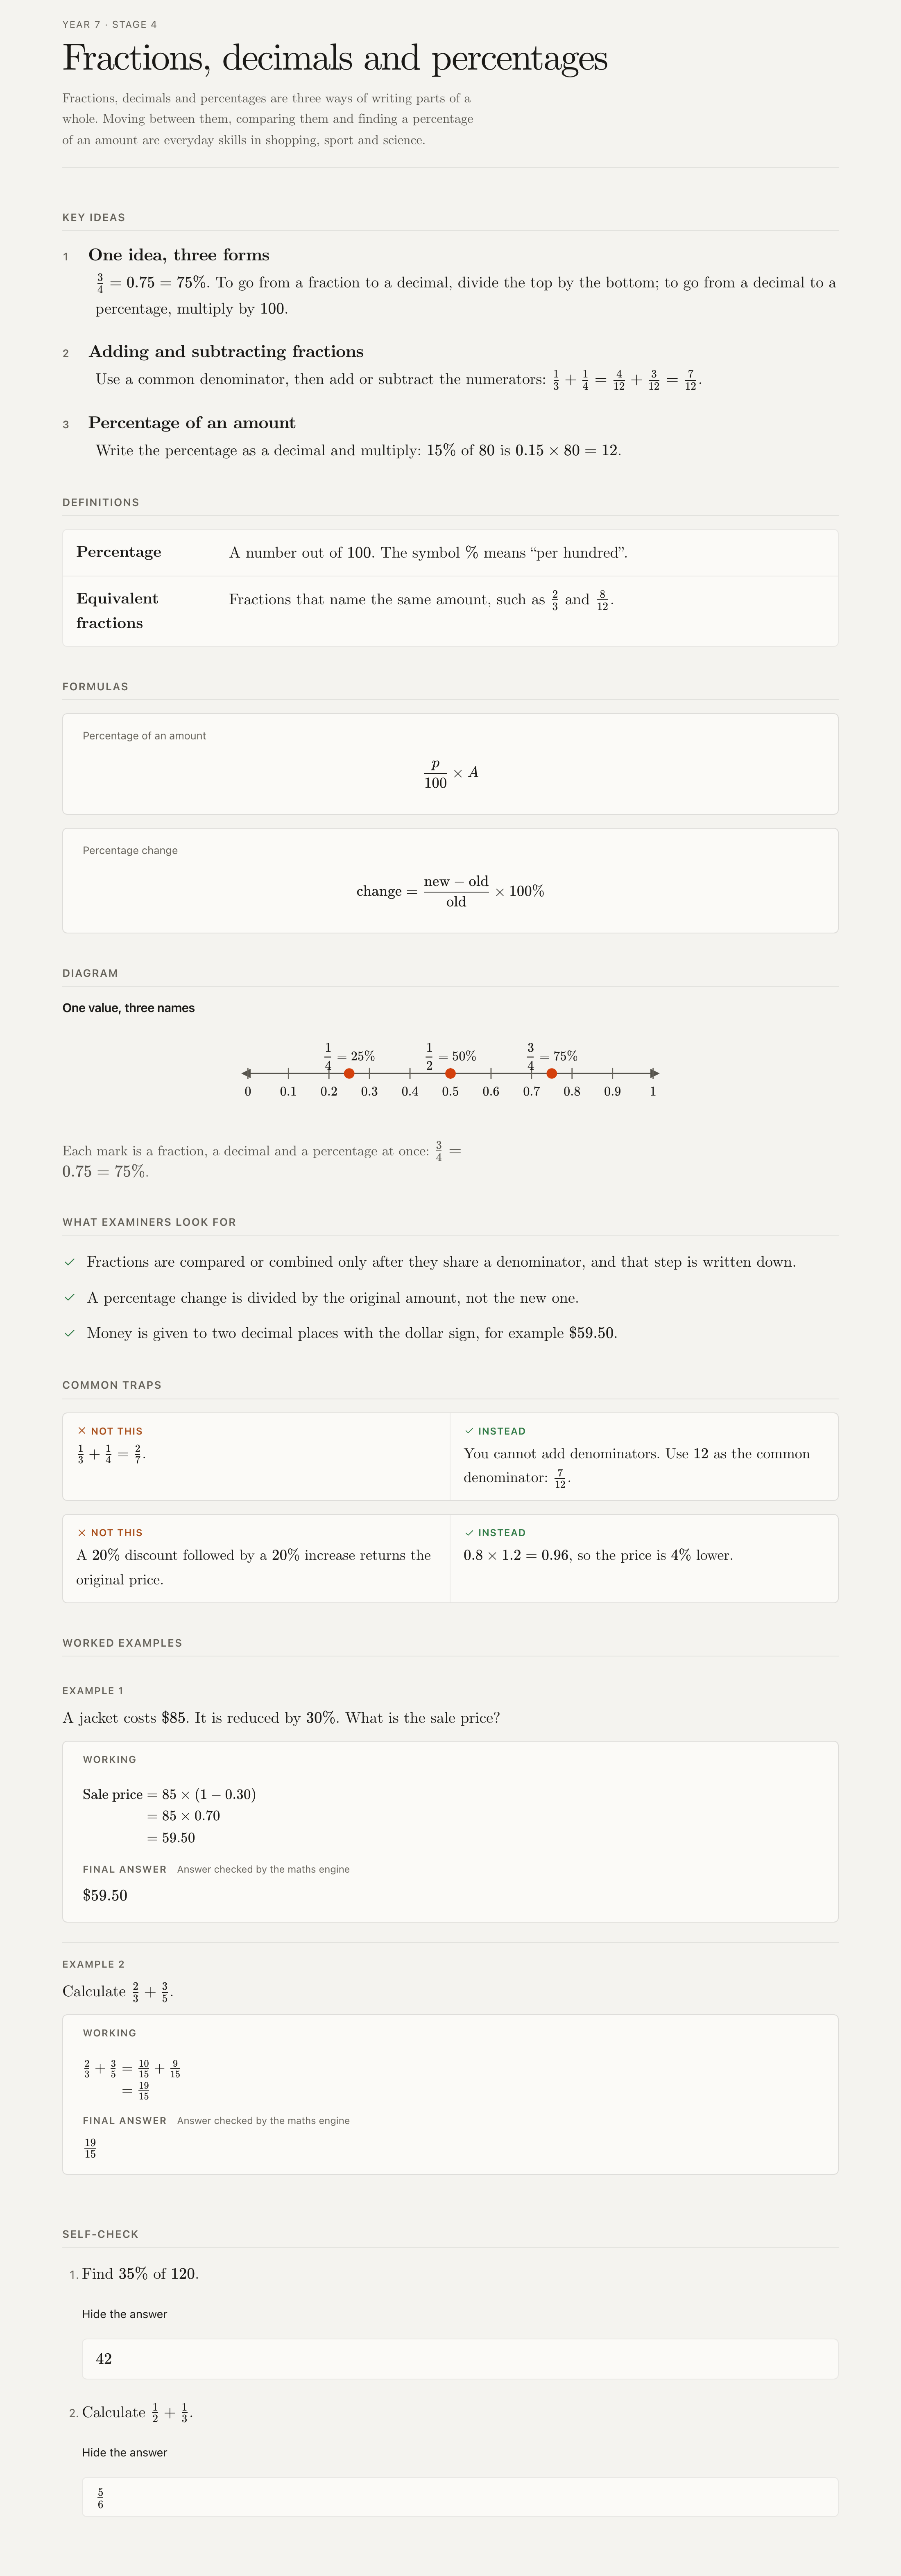 YEAR 7 · STAGE 4
Fractions, decimals and percentages
Fractions, decimals and percentages are three ways of writing parts of a
whole. Moving between them, comparing them and finding a percentage
of an amount are everyday skills in shopping, sport and science.
KEY IDEAS
1 One idea, three forms
3/4 = 0.75 = 75%. To go from a fraction to a decimal, divide the top by the bottom; to go from a decimal to a
percentage, multiply by 100.
2 Adding and subtracting fractions
Use a common denominator, then add or subtract the numerators: 1/3 + 1/4 = 4/12 + 3/12 = 7/12.
3 Percentage of an amount
Write the percentage as a decimal and multiply: 15% of 80 is 0.15 × 80 = 12.
DEFINITIONS
Percentage A number out of 100. The symbol % means “per hundred”.
Equivalent Fractions that name the same amount, such as 2/3 and 8/12.
fractions
FORMULAS
Percentage of an amount
p/100 × A
Percentage change
change = (new − old)/old × 100%
DIAGRAM
One value, three names
1/4 = 25% 1/2 = 50% 3/4 = 75%
0 0.1 0.2 0.3 0.4 0.5 0.6 0.7 0.8 0.9 1
Each mark is a fraction, a decimal and a percentage at once: 3/4 =
0.75 = 75%.
WHAT EXAMINERS LOOK FOR
✓ Fractions are compared or combined only after they share a denominator, and that step is written down.
✓ A percentage change is divided by the original amount, not the new one.
✓ Money is given to two decimal places with the dollar sign, for example $59.50.
COMMON TRAPS
× NOT THIS
1/3 + 1/4 = 2/7.
✓ INSTEAD
You cannot add denominators. Use 12 as the common
denominator: 7/12.
× NOT THIS
A 20% discount followed by a 20% increase returns the
original price.
✓ INSTEAD
0.8 × 1.2 = 0.96, so the price is 4% lower.
WORKED EXAMPLES
EXAMPLE 1
A jacket costs $85. It is reduced by 30%. What is the sale price?
WORKING
Sale price = 85 × (1 − 0.30)
= 85 × 0.70
= 59.50
FINAL ANSWER Answer checked by the maths engine
$59.50
EXAMPLE 2
Calculate 2/3 + 3/5.
WORKING
2/3 + 3/5 = 10/15 + 9/15
= 19/15
FINAL ANSWER Answer checked by the maths engine
19/15
SELF-CHECK
1. Find 35% of 120.
Hide the answer
42
2. Calculate 1/2 + 1/3.
Hide the answer
5/6